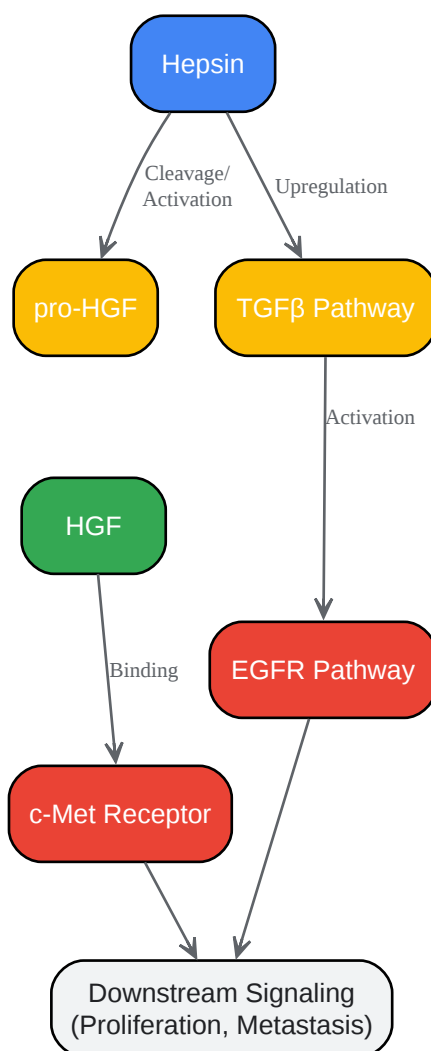 Hepsin
Cleavage/
Activation
Upregulation
pro-HGF
TGFβ Pathway
Activation
HGF
Binding
EGFR Pathway
c-Met Receptor
Downstream Signaling
(Proliferation, Metastasis)